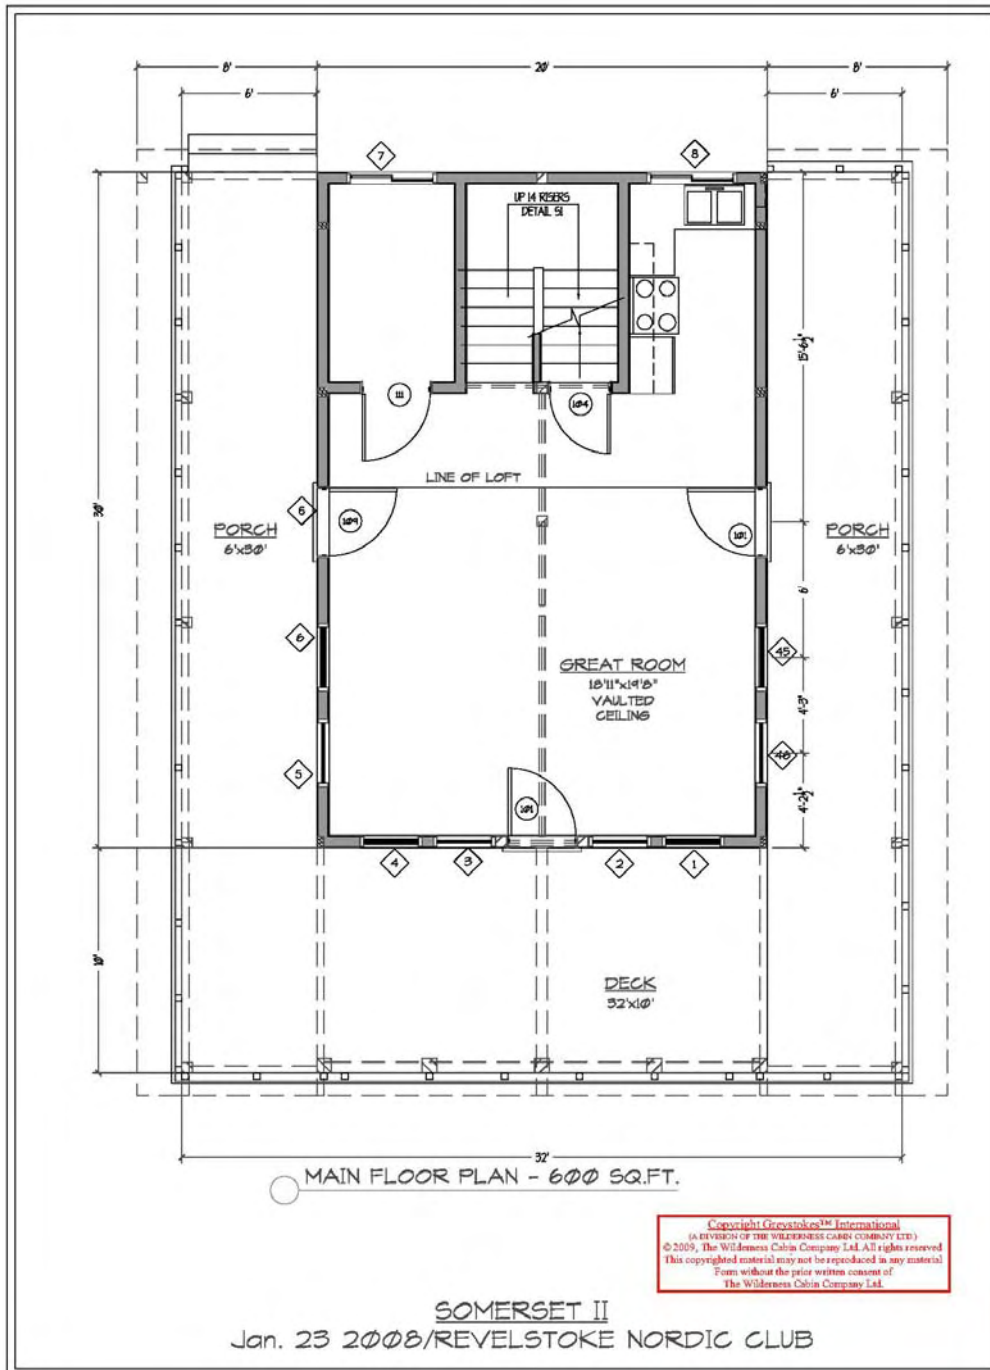 8'
20'
8'
6'
6'
7
8
UP 14 RISERS
DETAIL S1
15'-6½"
111
104
LINE OF LOFT
30'
6
109
101
PORCH
6'x30'
PORCH
6'x30'
6'
6
45
GREAT ROOM
18'11"x19'8"
VAULTED
CEILING
4'-3"
5
46
101
4'-2½"
4
3
2
1
10'
DECK
32'x10'
32'
MAIN FLOOR PLAN - 600 SQ.FT.
Copyright Greystokes™ International
(A DIVISION OF THE WILDERNESS CABIN COMPANY LTD.)
© 2009, The Wilderness Cabin Company Ltd. All rights reserved
This copyrighted material may not be reproduced in any material
Form without the prior written consent of
The Wilderness Cabin Company Ltd.
SOMERSET II
Jan. 23 2008/REVELSTOKE NORDIC CLUB